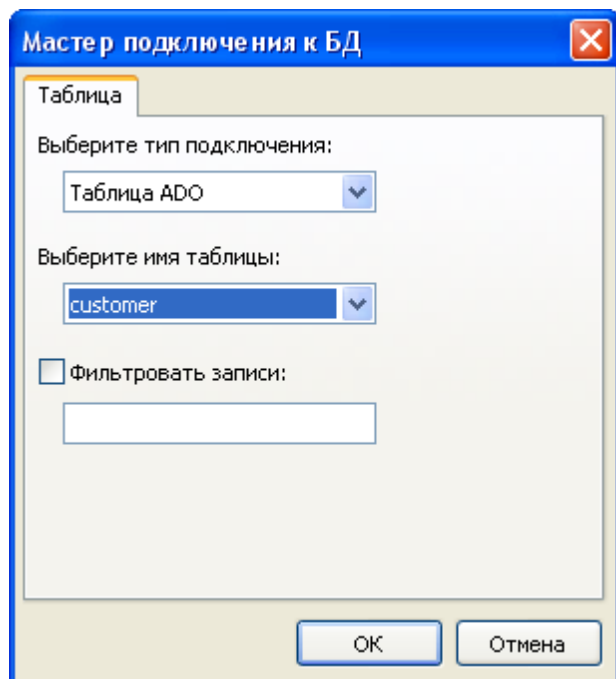 Мастер подключения к БД
Таблица
Выберите тип подключения:
Таблица ADO
Выберите имя таблицы:
customer
Фильтровать записи:
ОК
Отмена